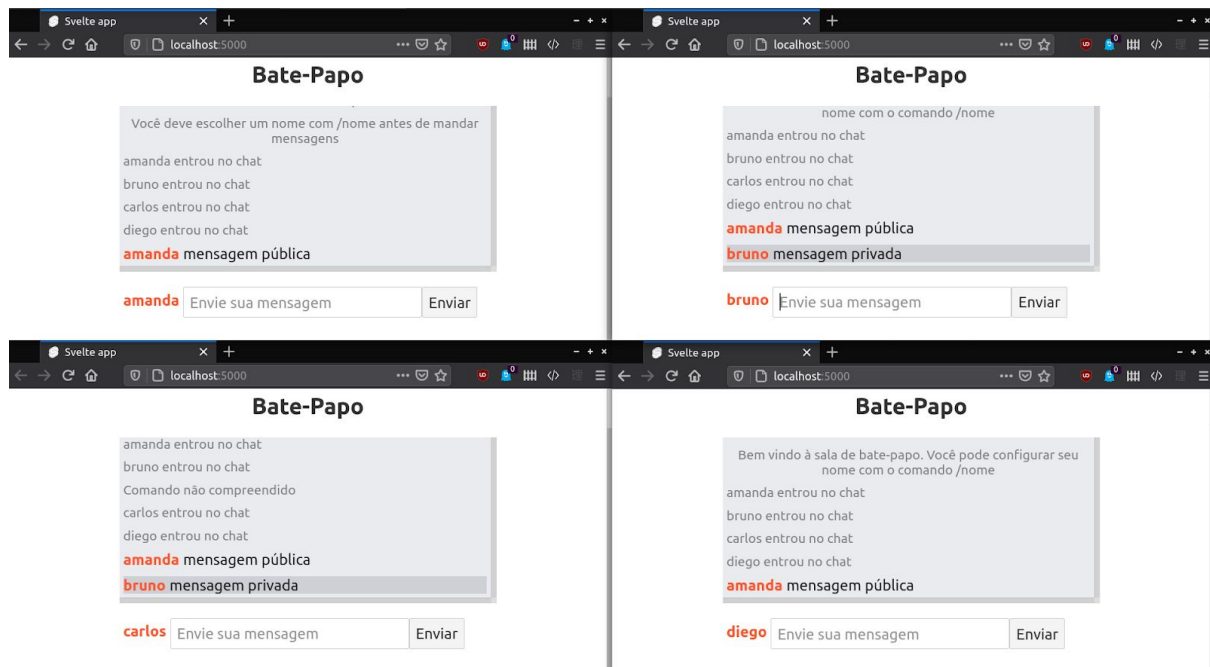 Svelte app
localhost:5000
0
Bate-Papo
Você deve escolher um nome com /nome antes de mandar
mensagens
amanda entrou no chat
bruno entrou no chat
carlos entrou no chat
diego entrou no chat
amanda mensagem pública
amanda Envie sua mensagem Enviar
Svelte app
localhost:5000
0
Bate-Papo
nome com o comando /nome
amanda entrou no chat
bruno entrou no chat
carlos entrou no chat
diego entrou no chat
amanda mensagem pública
bruno mensagem privada
bruno Envie sua mensagem Enviar
Svelte app
localhost:5000
0
Bate-Papo
amanda entrou no chat
bruno entrou no chat
Comando não compreendido
carlos entrou no chat
diego entrou no chat
amanda mensagem pública
bruno mensagem privada
carlos Envie sua mensagem Enviar
Svelte app
localhost:5000
0
Bate-Papo
Bem vindo à sala de bate-papo. Você pode configurar seu
nome com o comando /nome
amanda entrou no chat
bruno entrou no chat
carlos entrou no chat
diego entrou no chat
amanda mensagem pública
diego Envie sua mensagem Enviar